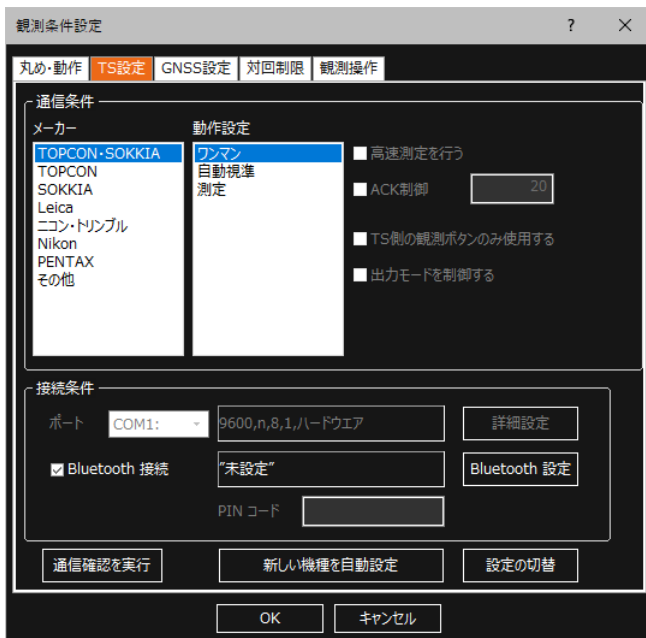 観測条件設定 ? ×
丸め・動作 TS設定 GNSS設定 対回制限 観測操作
通信条件
メーカー 動作設定
TOPCON・SOKKIA ワンマン 高速測定を行う
TOPCON 自動視準
SOKKIA 測定 ACK制御 20
Leica
ニコン・トリンブル
Nikon TS側の観測ボタンのみ使用する
PENTAX
その他 出力モードを制御する
接続条件
ポート COM1: 9600,n,8,1,ハードウエア 詳細設定
Bluetooth 接続 "未設定" Bluetooth 設定
PIN コード
通信確認を実行 新しい機種を自動設定 設定の切替
OK キャンセル